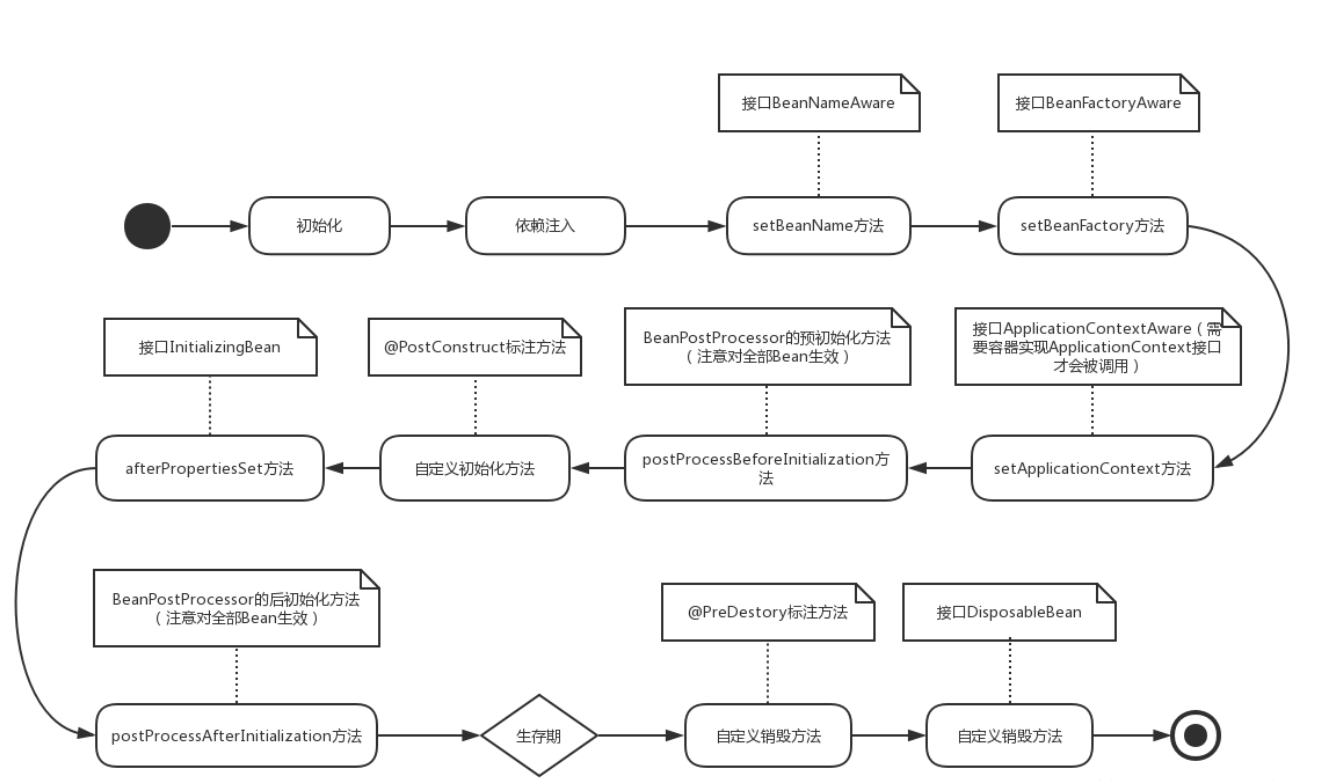 接口BeanNameAware
接口BeanFactoryAware
初始化
依赖注入
setBeanName方法
setBeanFactory方法
接口InitializingBean
@PostConstruct标注方法
BeanPostProcessor的预初始化方法
（注意对全部Bean生效）
接口ApplicationContextAware（需
要容器实现ApplicationContext接口
才会被调用）
afterPropertiesSet方法
自定义初始化方法
postProcessBeforeInitialization方
法
setApplicationContext方法
BeanPostProcessor的后初始化方法
（注意对全部Bean生效）
@PreDestory标注方法
接口DisposableBean
postProcessAfterInitialization方法
生存期
自定义销毁方法
自定义销毁方法